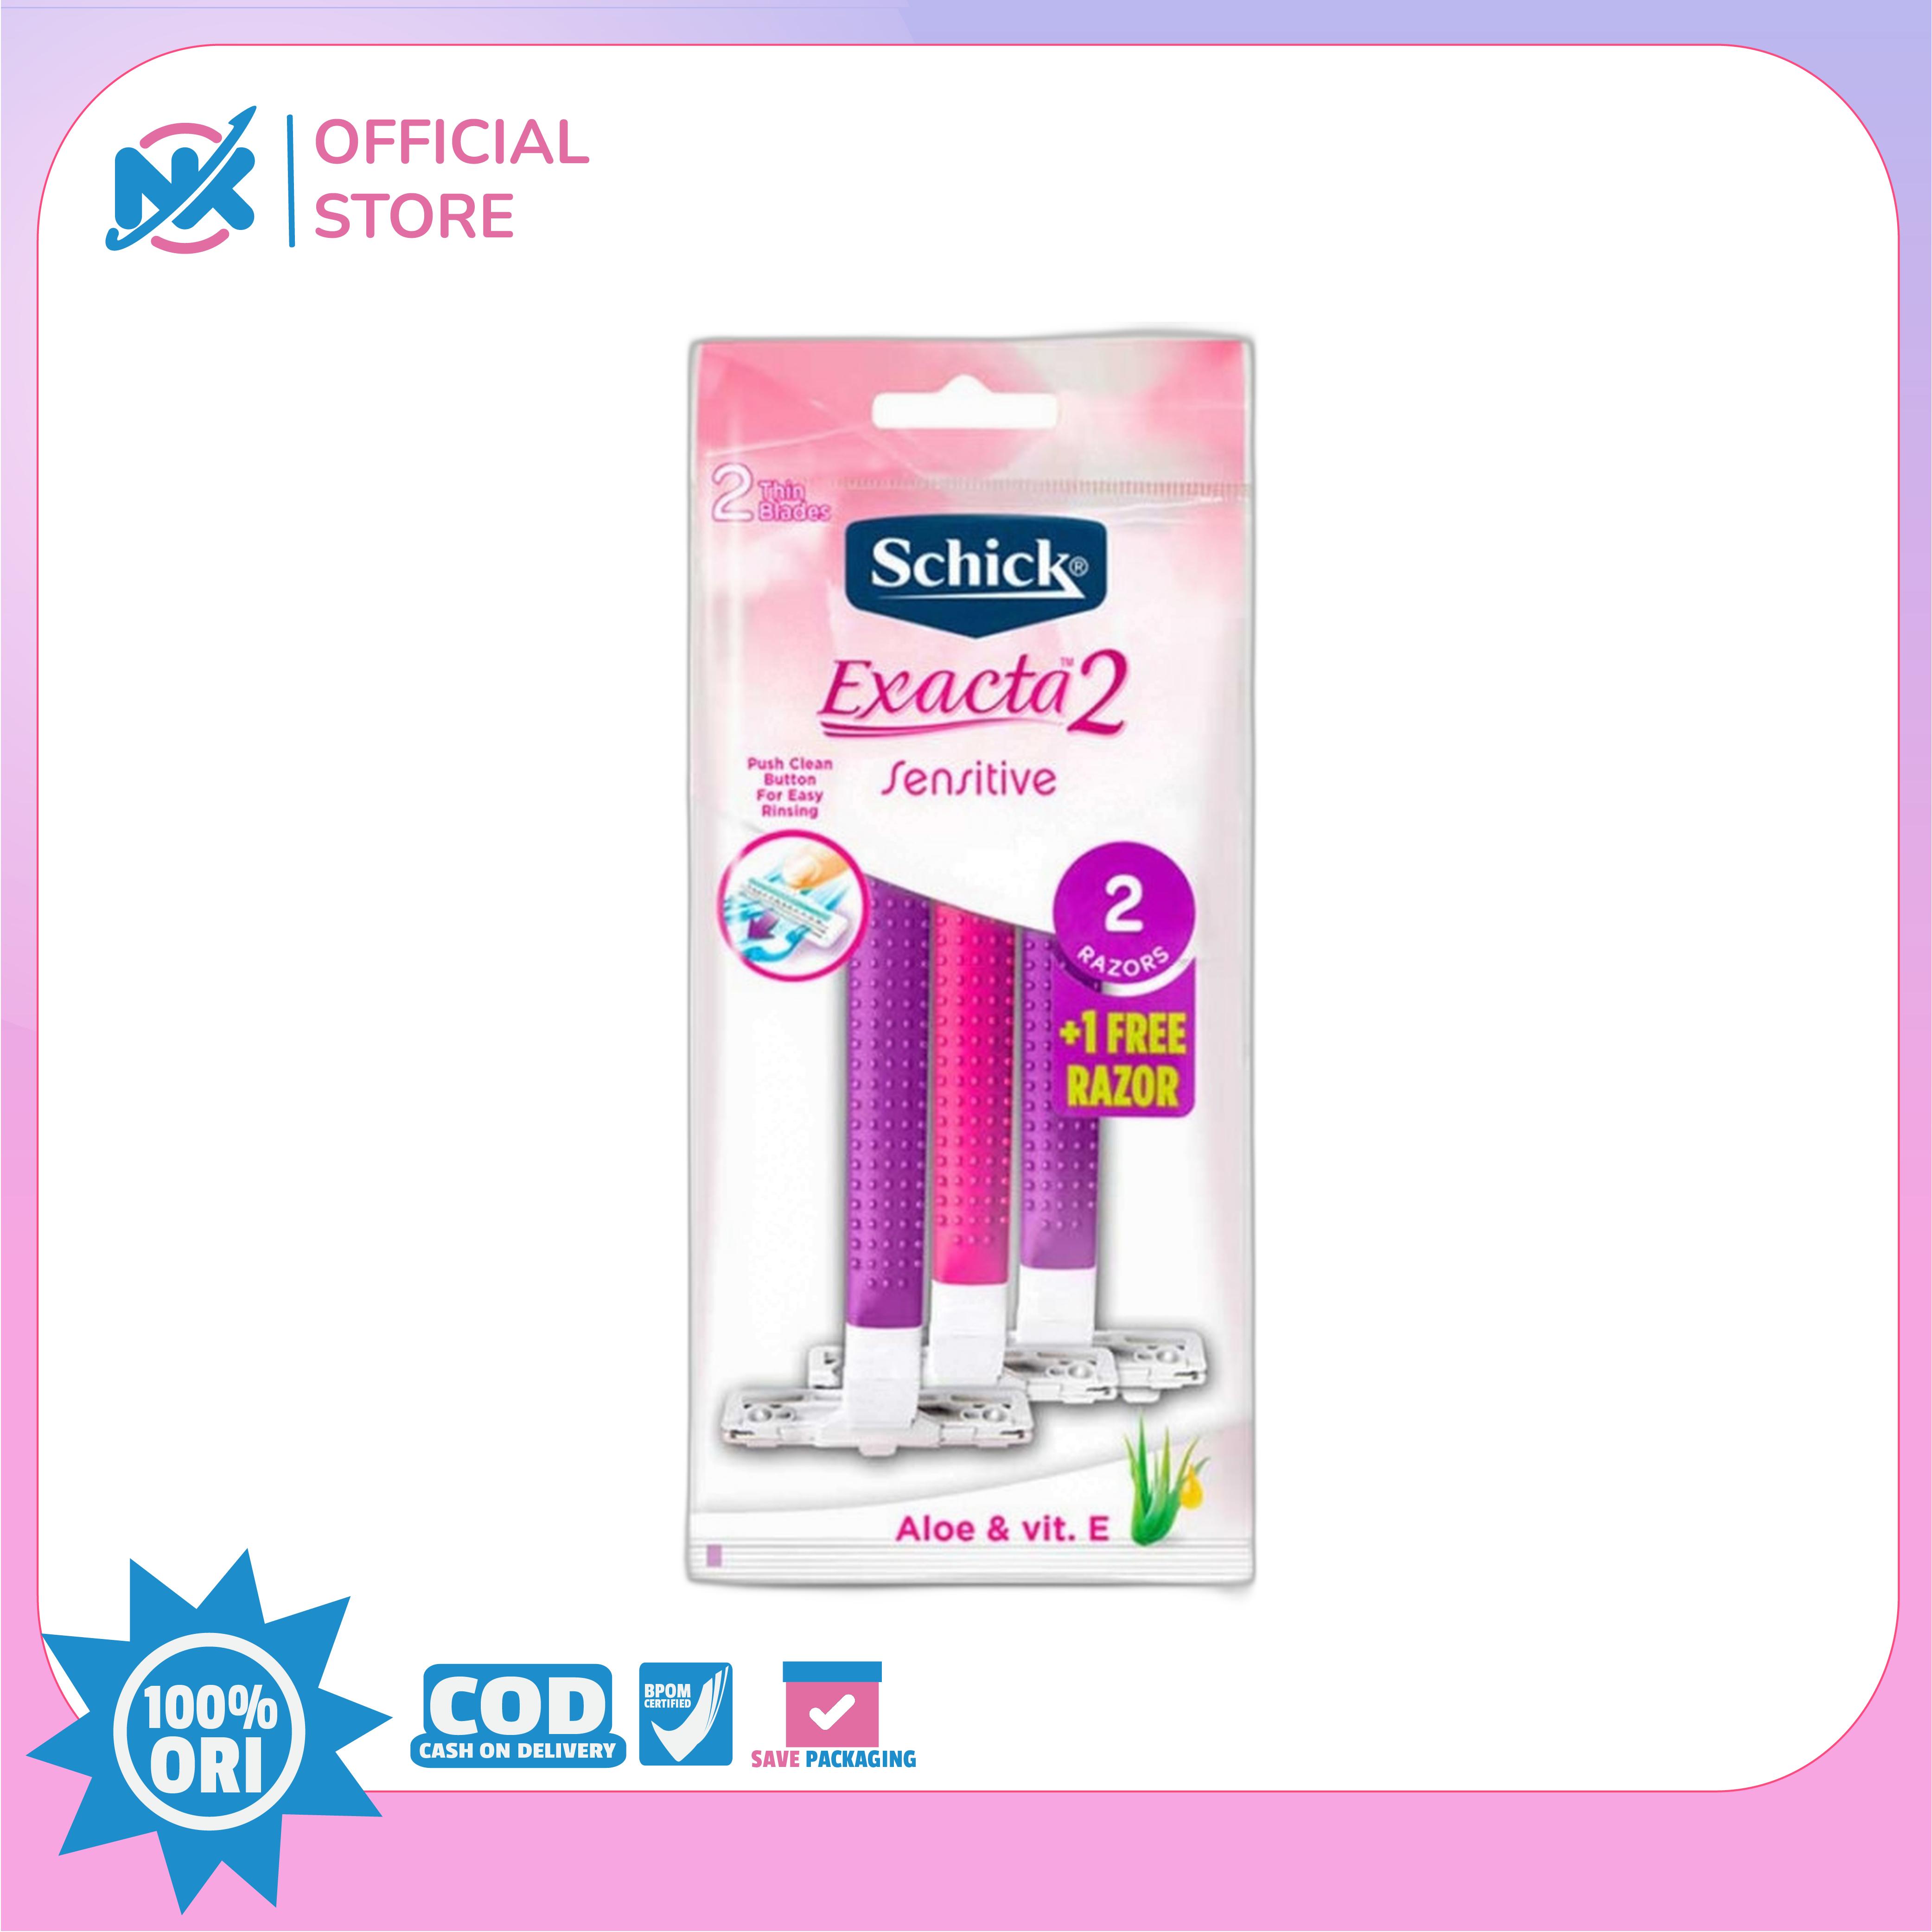 NK
OFFICIAL
STORE
2 Thin
Blades
Schick®
Exacta™2
Sensitive
Push Clean
Button
For Easy
Rinsing
2
RAZORS
+1 FREE
RAZOR
Aloe & vit. E
100%
ORI
COD
CASH ON DELIVERY
BPOM
CERTIFIED
SAVE PACKAGING